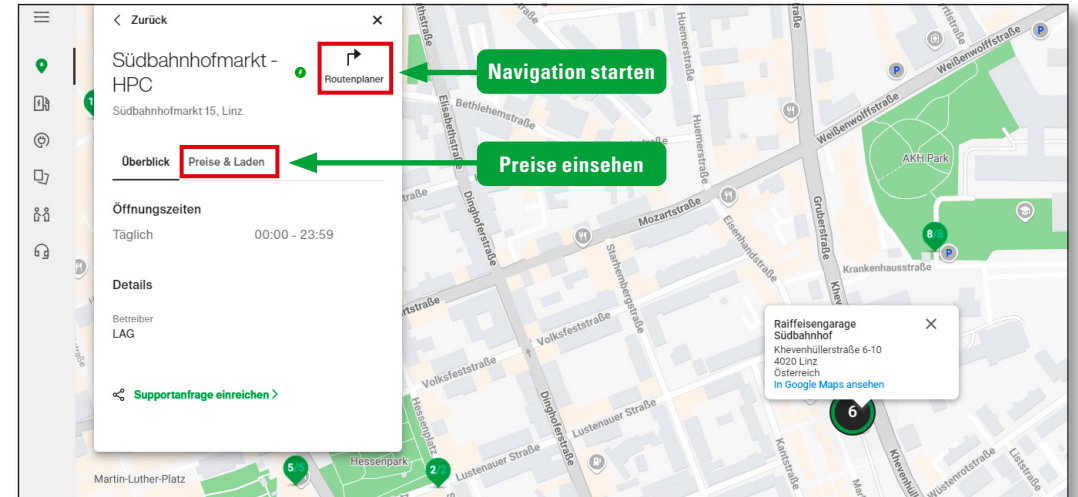 Zurück
Südbahnhofmarkt -
HPC
Südbahnhofmarkt 15, Linz
Routenplaner
Überblick
Preise & Laden
Öffnungszeiten
Täglich 00:00 - 23:59
Details
Betreiber
LAG
Supportanfrage einreichen
Navigation starten
Preise einsehen
Huemerstraße
Weißenwolffstraße
P
P
Elisabethstraße
Bethlehemstraße
Huemerstraße
Weißenwolffstraße
AKH Park
Dinghoferstraße
Mozartstraße
Eisenhandstraße
Gruberstraße
8/8
P
Krankenhausstraße
Starhembergstraße
Raiffeisengarage
Südbahnhof
Khevenhüllerstraße 6-10
4020 Linz
Österreich
In Google Maps ansehen
6
Volksfeststraße
Volksfeststraße
Dinghoferstraße
Lustenauer Straße
Hessenplatz
Hessenpark
5/5
2/2
Lustenauer Straße
Martin-Luther-Platz
Kantstraße
Wüstenrotstraße
Liststraße